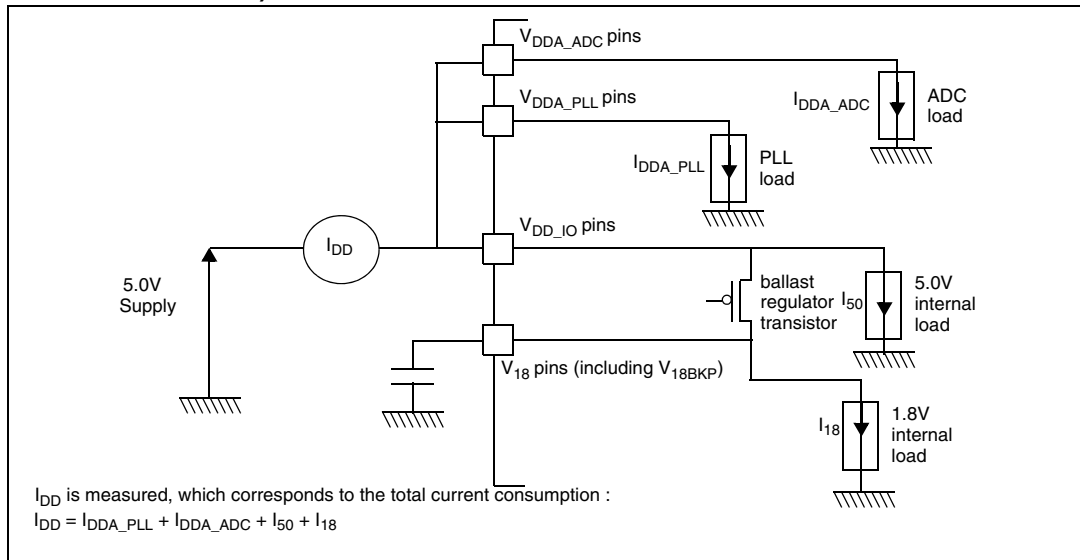 V_DDA_ADC pins
V_DDA_PLL pins
I_DDA_ADC
ADC
load
I_DDA_PLL
PLL
load
V_DD_IO pins
I_DD
5.0V
Supply
ballast
regulator
transistor
I_50
5.0V
internal
load
V_18 pins (including V_18BKP)
I_18
1.8V
internal
load
I_DD is measured, which corresponds to the total current consumption :
I_DD = I_DDA_PLL + I_DDA_ADC + I_50 + I_18